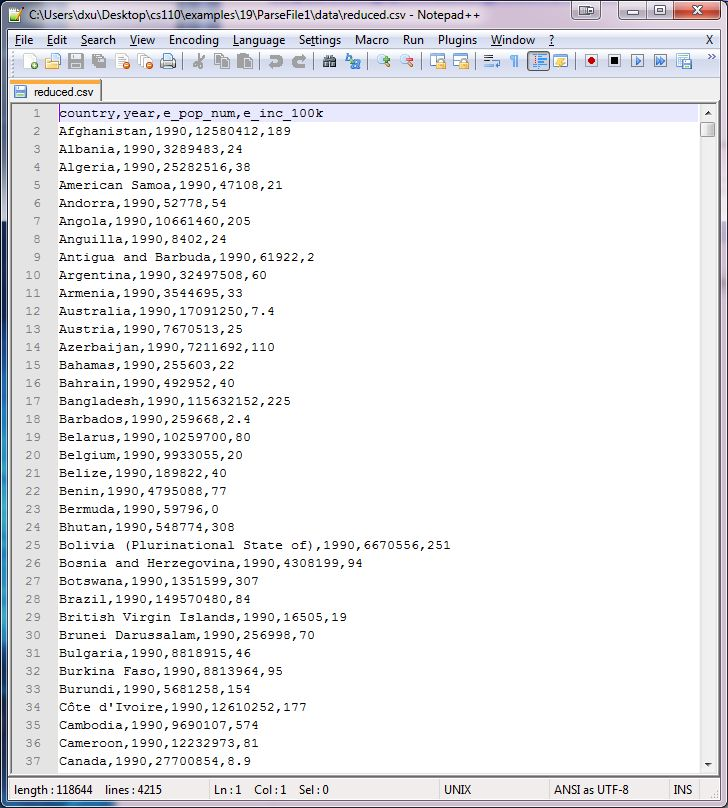 C:\Users\dxu\Desktop\cs110\examples\19\ParseFile1\data\reduced.csv - Notepad++
File Edit Search View Encoding Language Settings Macro Run Plugins Window ? X
reduced.csv
1 country,year,e_pop_num,e_inc_100k
2 Afghanistan,1990,12580412,189
3 Albania,1990,3289483,24
4 Algeria,1990,25282516,38
5 American Samoa,1990,47108,21
6 Andorra,1990,52778,54
7 Angola,1990,10661460,205
8 Anguilla,1990,8402,24
9 Antigua and Barbuda,1990,61922,2
10 Argentina,1990,32497508,60
11 Armenia,1990,3544695,33
12 Australia,1990,17091250,7.4
13 Austria,1990,7670513,25
14 Azerbaijan,1990,7211692,110
15 Bahamas,1990,255603,22
16 Bahrain,1990,492952,40
17 Bangladesh,1990,115632152,225
18 Barbados,1990,259668,2.4
19 Belarus,1990,10259700,80
20 Belgium,1990,9933055,20
21 Belize,1990,189822,40
22 Benin,1990,4795088,77
23 Bermuda,1990,59796,0
24 Bhutan,1990,548774,308
25 Bolivia (Plurinational State of),1990,6670556,251
26 Bosnia and Herzegovina,1990,4308199,94
27 Botswana,1990,1351599,307
28 Brazil,1990,149570480,84
29 British Virgin Islands,1990,16505,19
30 Brunei Darussalam,1990,256998,70
31 Bulgaria,1990,8818915,46
32 Burkina Faso,1990,8813964,95
33 Burundi,1990,5681258,154
34 Côte d'Ivoire,1990,12610252,177
35 Cambodia,1990,9690107,574
36 Cameroon,1990,12232973,81
37 Canada,1990,27700854,8.9
length : 118644 lines : 4215 Ln : 1 Col : 1 Sel : 0 UNIX ANSI as UTF-8 INS